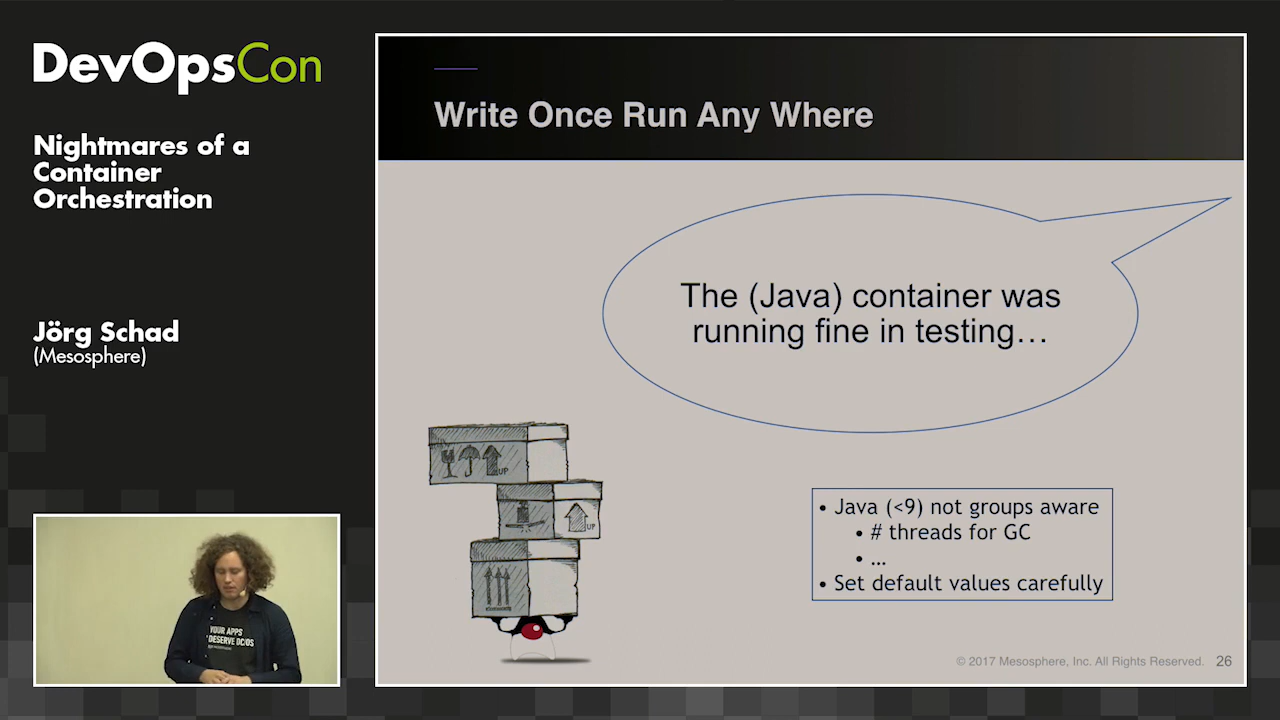 DevOpsCon
Nightmares of a
Container
Orchestration
Jörg Schad
(Mesosphere)
Write Once Run Any Where
The (Java) container was
running fine in testing…
UP
UP
• Java (<9) not groups aware
• # threads for GC
• …
• Set default values carefully
YOUR APPS
DESERVE DC/OS
© 2017 Mesosphere, Inc. All Rights Reserved. 26